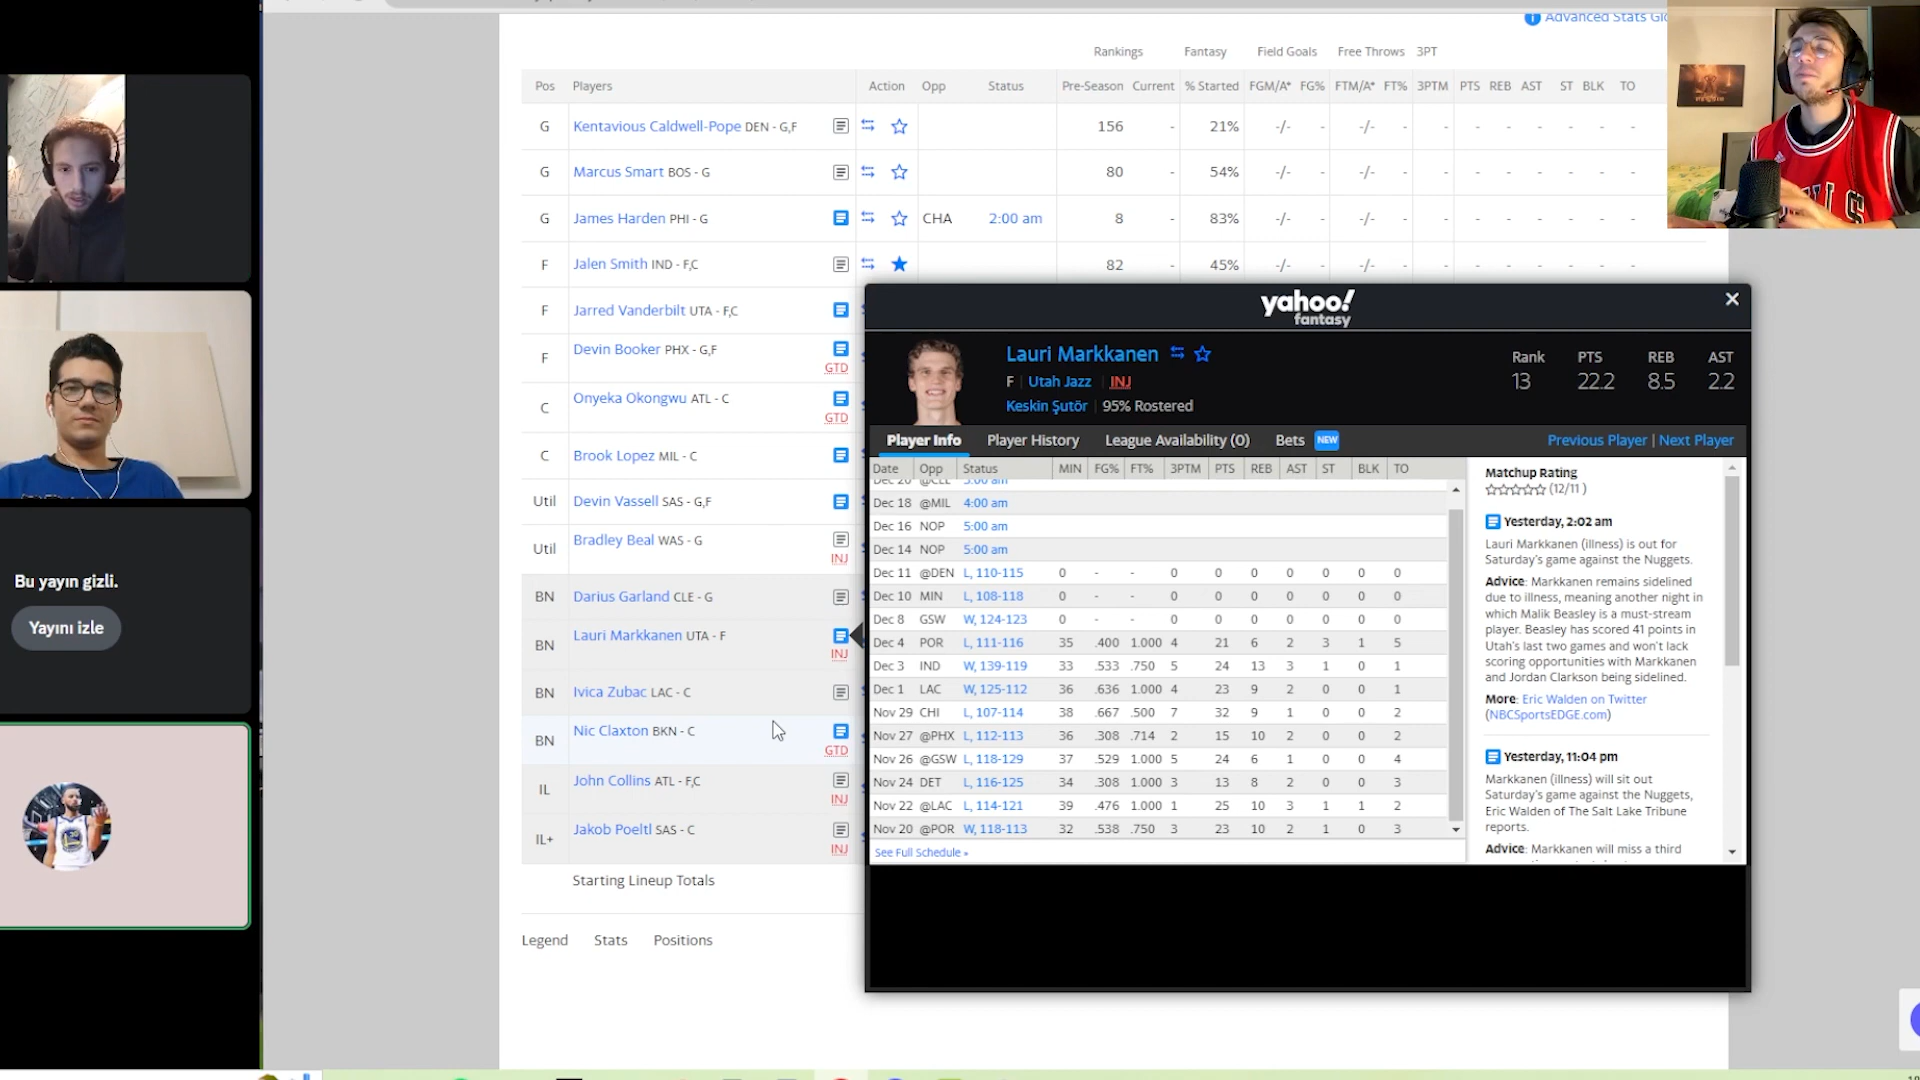 Advanced Stats Glo
Rankings Fantasy Field Goals Free Throws 3PT
Pos Players Action Opp Status Pre-Season Current % Started FGM/A* FG% FTM/A* FT% 3PTM PTS REB AST ST BLK TO
G Kentavious Caldwell-Pope DEN - G,F 156 - 21% -/- - -/- - - - - - - - -
G Marcus Smart BOS - G 80 - 54% -/- - -/- - - - - - - - -
G James Harden PHI - G CHA 2:00 am 8 - 83% -/- - -/- - - - - - - - -
F Jalen Smith IND - F,C 82 - 45% -/- - -/- - - - - - - - -
F Jarred Vanderbilt UTA - F,C
F Devin Booker PHX - G,F
GTD
C Onyeka Okongwu ATL - C
GTD
C Brook Lopez MIL - C
Util Devin Vassell SAS - G,F
Util Bradley Beal WAS - G
INJ
BN Darius Garland CLE - G
BN Lauri Markkanen UTA - F
INJ
BN Ivica Zubac LAC - C
BN Nic Claxton BKN - C
GTD
IL John Collins ATL - F,C
INJ
IL+ Jakob Poeltl SAS - C
INJ
Starting Lineup Totals
Legend Stats Positions
yahoo!
fantasy
Lauri Markkanen
F Utah Jazz INJ
Keskin Şutör 95% Rostered
Rank PTS REB AST
13 22.2 8.5 2.2
Player Info Player History League Availability (0) Bets NEW Previous Player | Next Player
Date Opp Status MIN FG% FT% 3PTM PTS REB AST ST BLK TO
Dec 20 @CLE 3:00 am
Dec 18 @MIL 4:00 am
Dec 16 NOP 5:00 am
Dec 14 NOP 5:00 am
Dec 11 @DEN L, 110-115 0 - - 0 0 0 0 0 0 0
Dec 10 MIN L, 108-118 0 - - 0 0 0 0 0 0 0
Dec 8 GSW W, 124-123 0 - - 0 0 0 0 0 0 0
Dec 4 POR L, 111-116 35 .400 1.000 4 21 6 2 3 1 5
Dec 3 IND W, 139-119 33 .533 .750 5 24 13 3 1 0 1
Dec 1 LAC W, 125-112 36 .636 1.000 4 23 9 2 0 0 1
Nov 29 CHI L, 107-114 38 .667 .500 7 32 9 1 0 0 2
Nov 27 @PHX L, 112-113 36 .308 .714 2 15 10 2 0 0 2
Nov 26 @GSW L, 118-129 37 .529 1.000 5 24 6 1 0 0 4
Nov 24 DET L, 116-125 34 .308 1.000 3 13 8 2 0 0 3
Nov 22 @LAC L, 114-121 39 .476 1.000 1 25 10 3 1 1 2
Nov 20 @POR W, 118-113 32 .538 .750 3 23 10 2 1 0 3
See Full Schedule »
Matchup Rating
(12/11 )
Yesterday, 2:02 am
Lauri Markkanen (illness) is out for
Saturday's game against the Nuggets.
Advice: Markkanen remains sidelined
due to illness, meaning another night in
which Malik Beasley is a must-stream
player. Beasley has scored 41 points in
Utah's last two games and won't lack
scoring opportunities with Markkanen
and Jordan Clarkson being sidelined.
More: Eric Walden on Twitter
(NBCSportsEDGE.com)
Yesterday, 11:04 pm
Markkanen (illness) will sit out
Saturday's game against the Nuggets,
Eric Walden of The Salt Lake Tribune
reports.
Advice: Markkanen will miss a third
Bu yayın gizli.
Yayını izle